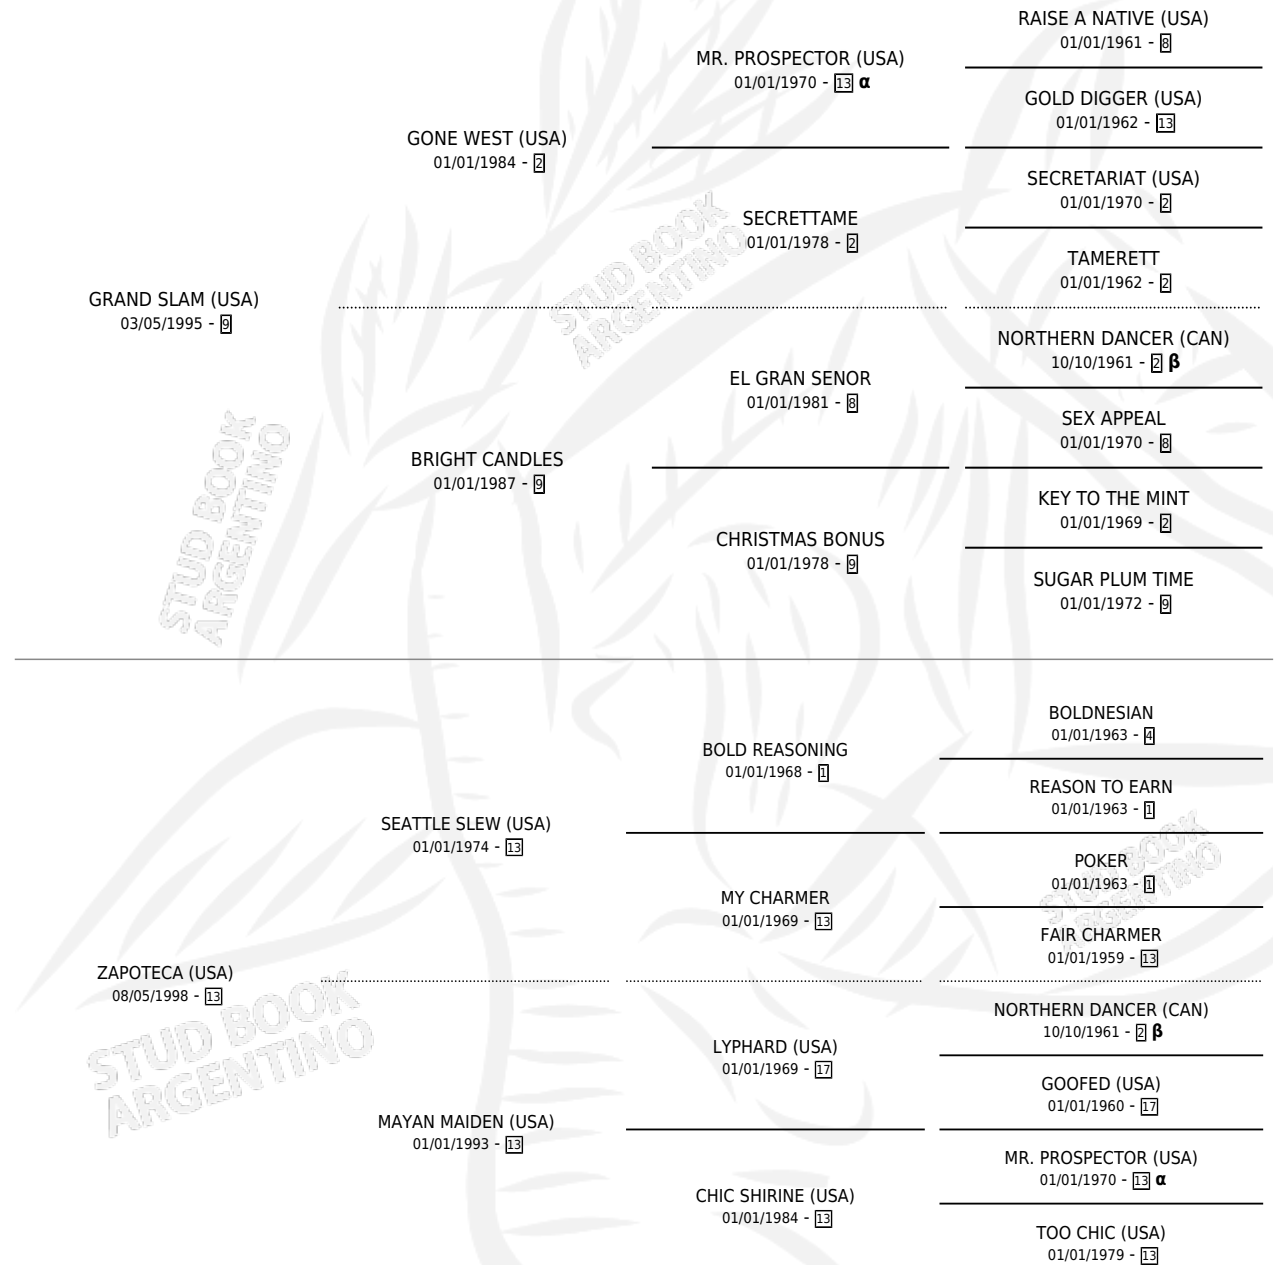 RAISE A NATIVE (USA)
01/01/1961 - 8
MR. PROSPECTOR (USA)
01/01/1970 - 13 α
GOLD DIGGER (USA)
01/01/1962 - 13
GONE WEST (USA)
01/01/1984 - 2
SECRETARIAT (USA)
01/01/1970 - 2
SECRETTAME
01/01/1978 - 2
TAMERETT
01/01/1962 - 2
GRAND SLAM (USA)
03/05/1995 - 9
NORTHERN DANCER (CAN)
10/10/1961 - 2 β
EL GRAN SENOR
01/01/1981 - 8
SEX APPEAL
01/01/1970 - 8
BRIGHT CANDLES
01/01/1987 - 9
KEY TO THE MINT
01/01/1969 - 2
CHRISTMAS BONUS
01/01/1978 - 9
SUGAR PLUM TIME
01/01/1972 - 9
BOLDNESIAN
01/01/1963 - 4
BOLD REASONING
01/01/1968 - 1
REASON TO EARN
01/01/1963 - 1
SEATTLE SLEW (USA)
01/01/1974 - 13
POKER
01/01/1963 - 1
MY CHARMER
01/01/1969 - 13
FAIR CHARMER
01/01/1959 - 13
ZAPOTECA (USA)
08/05/1998 - 13
NORTHERN DANCER (CAN)
10/10/1961 - 2 β
LYPHARD (USA)
01/01/1969 - 17
GOOFED (USA)
01/01/1960 - 17
MAYAN MAIDEN (USA)
01/01/1993 - 13
MR. PROSPECTOR (USA)
01/01/1970 - 13 α
CHIC SHIRINE (USA)
01/01/1984 - 13
TOO CHIC (USA)
01/01/1979 - 13
STUD BOOK
ARGENTINO
STUD BOOK
ARGENTINO
STUD BOOK
ARGENTINO
STUD BOOK
ARGENTINO